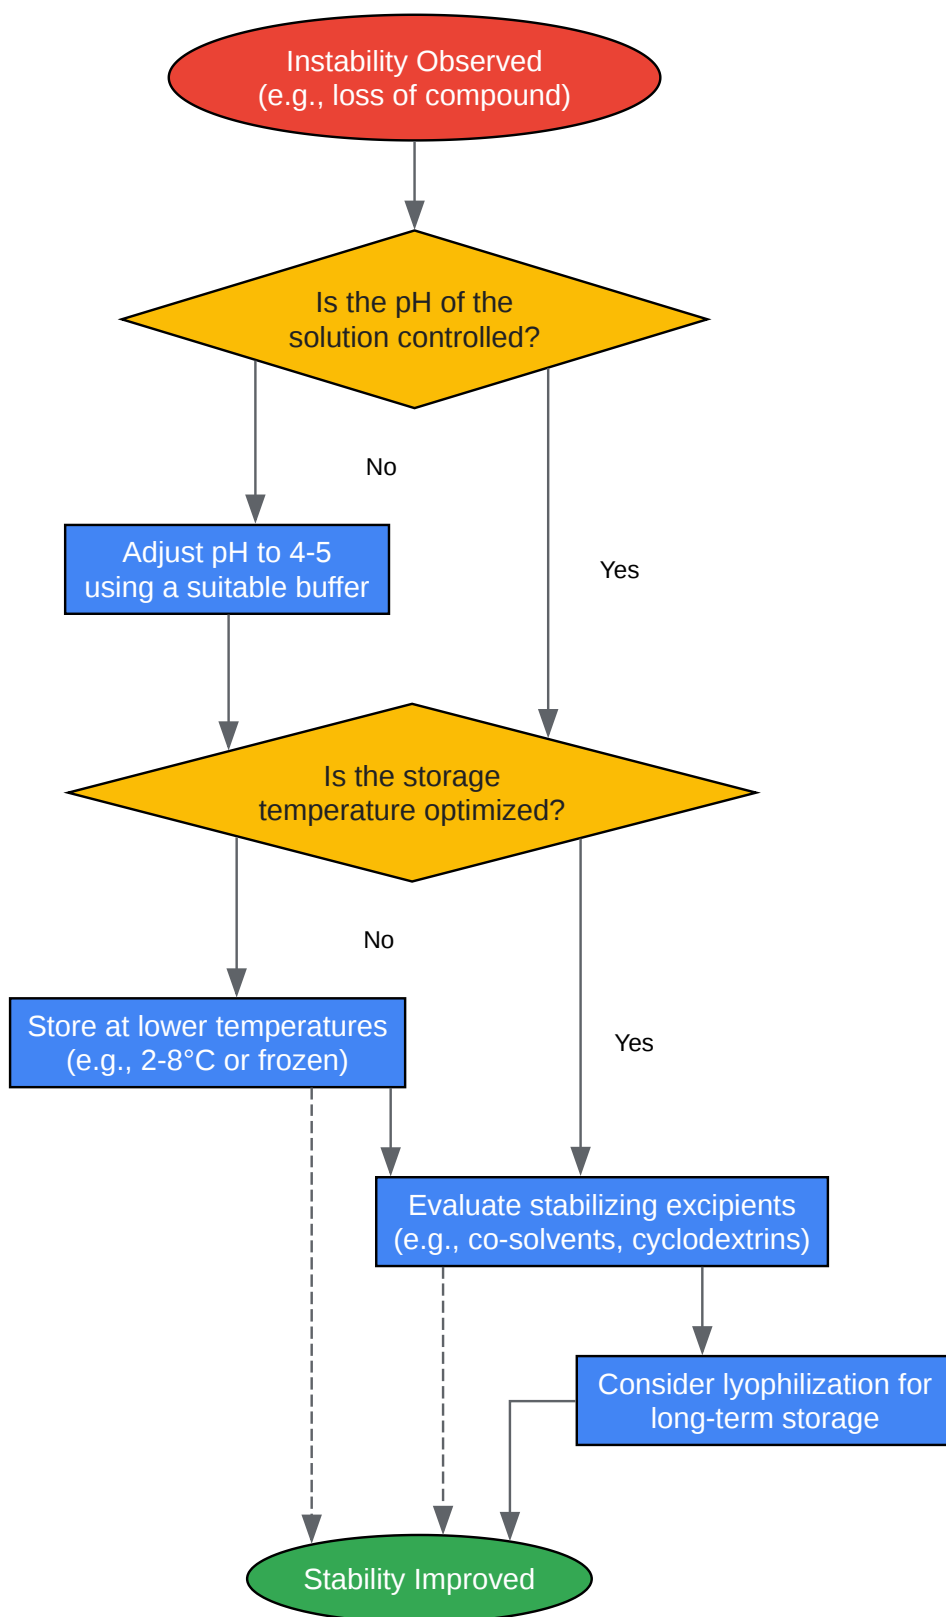 Instability Observed
(e.g., loss of compound)
Is the pH of the
solution controlled?
No
Adjust pH to 4-5
using a suitable buffer
Yes
Is the storage
temperature optimized?
No
Store at lower temperatures
(e.g., 2-8°C or frozen)
Yes
Evaluate stabilizing excipients
(e.g., co-solvents, cyclodextrins)
Consider lyophilization for
long-term storage
Stability Improved